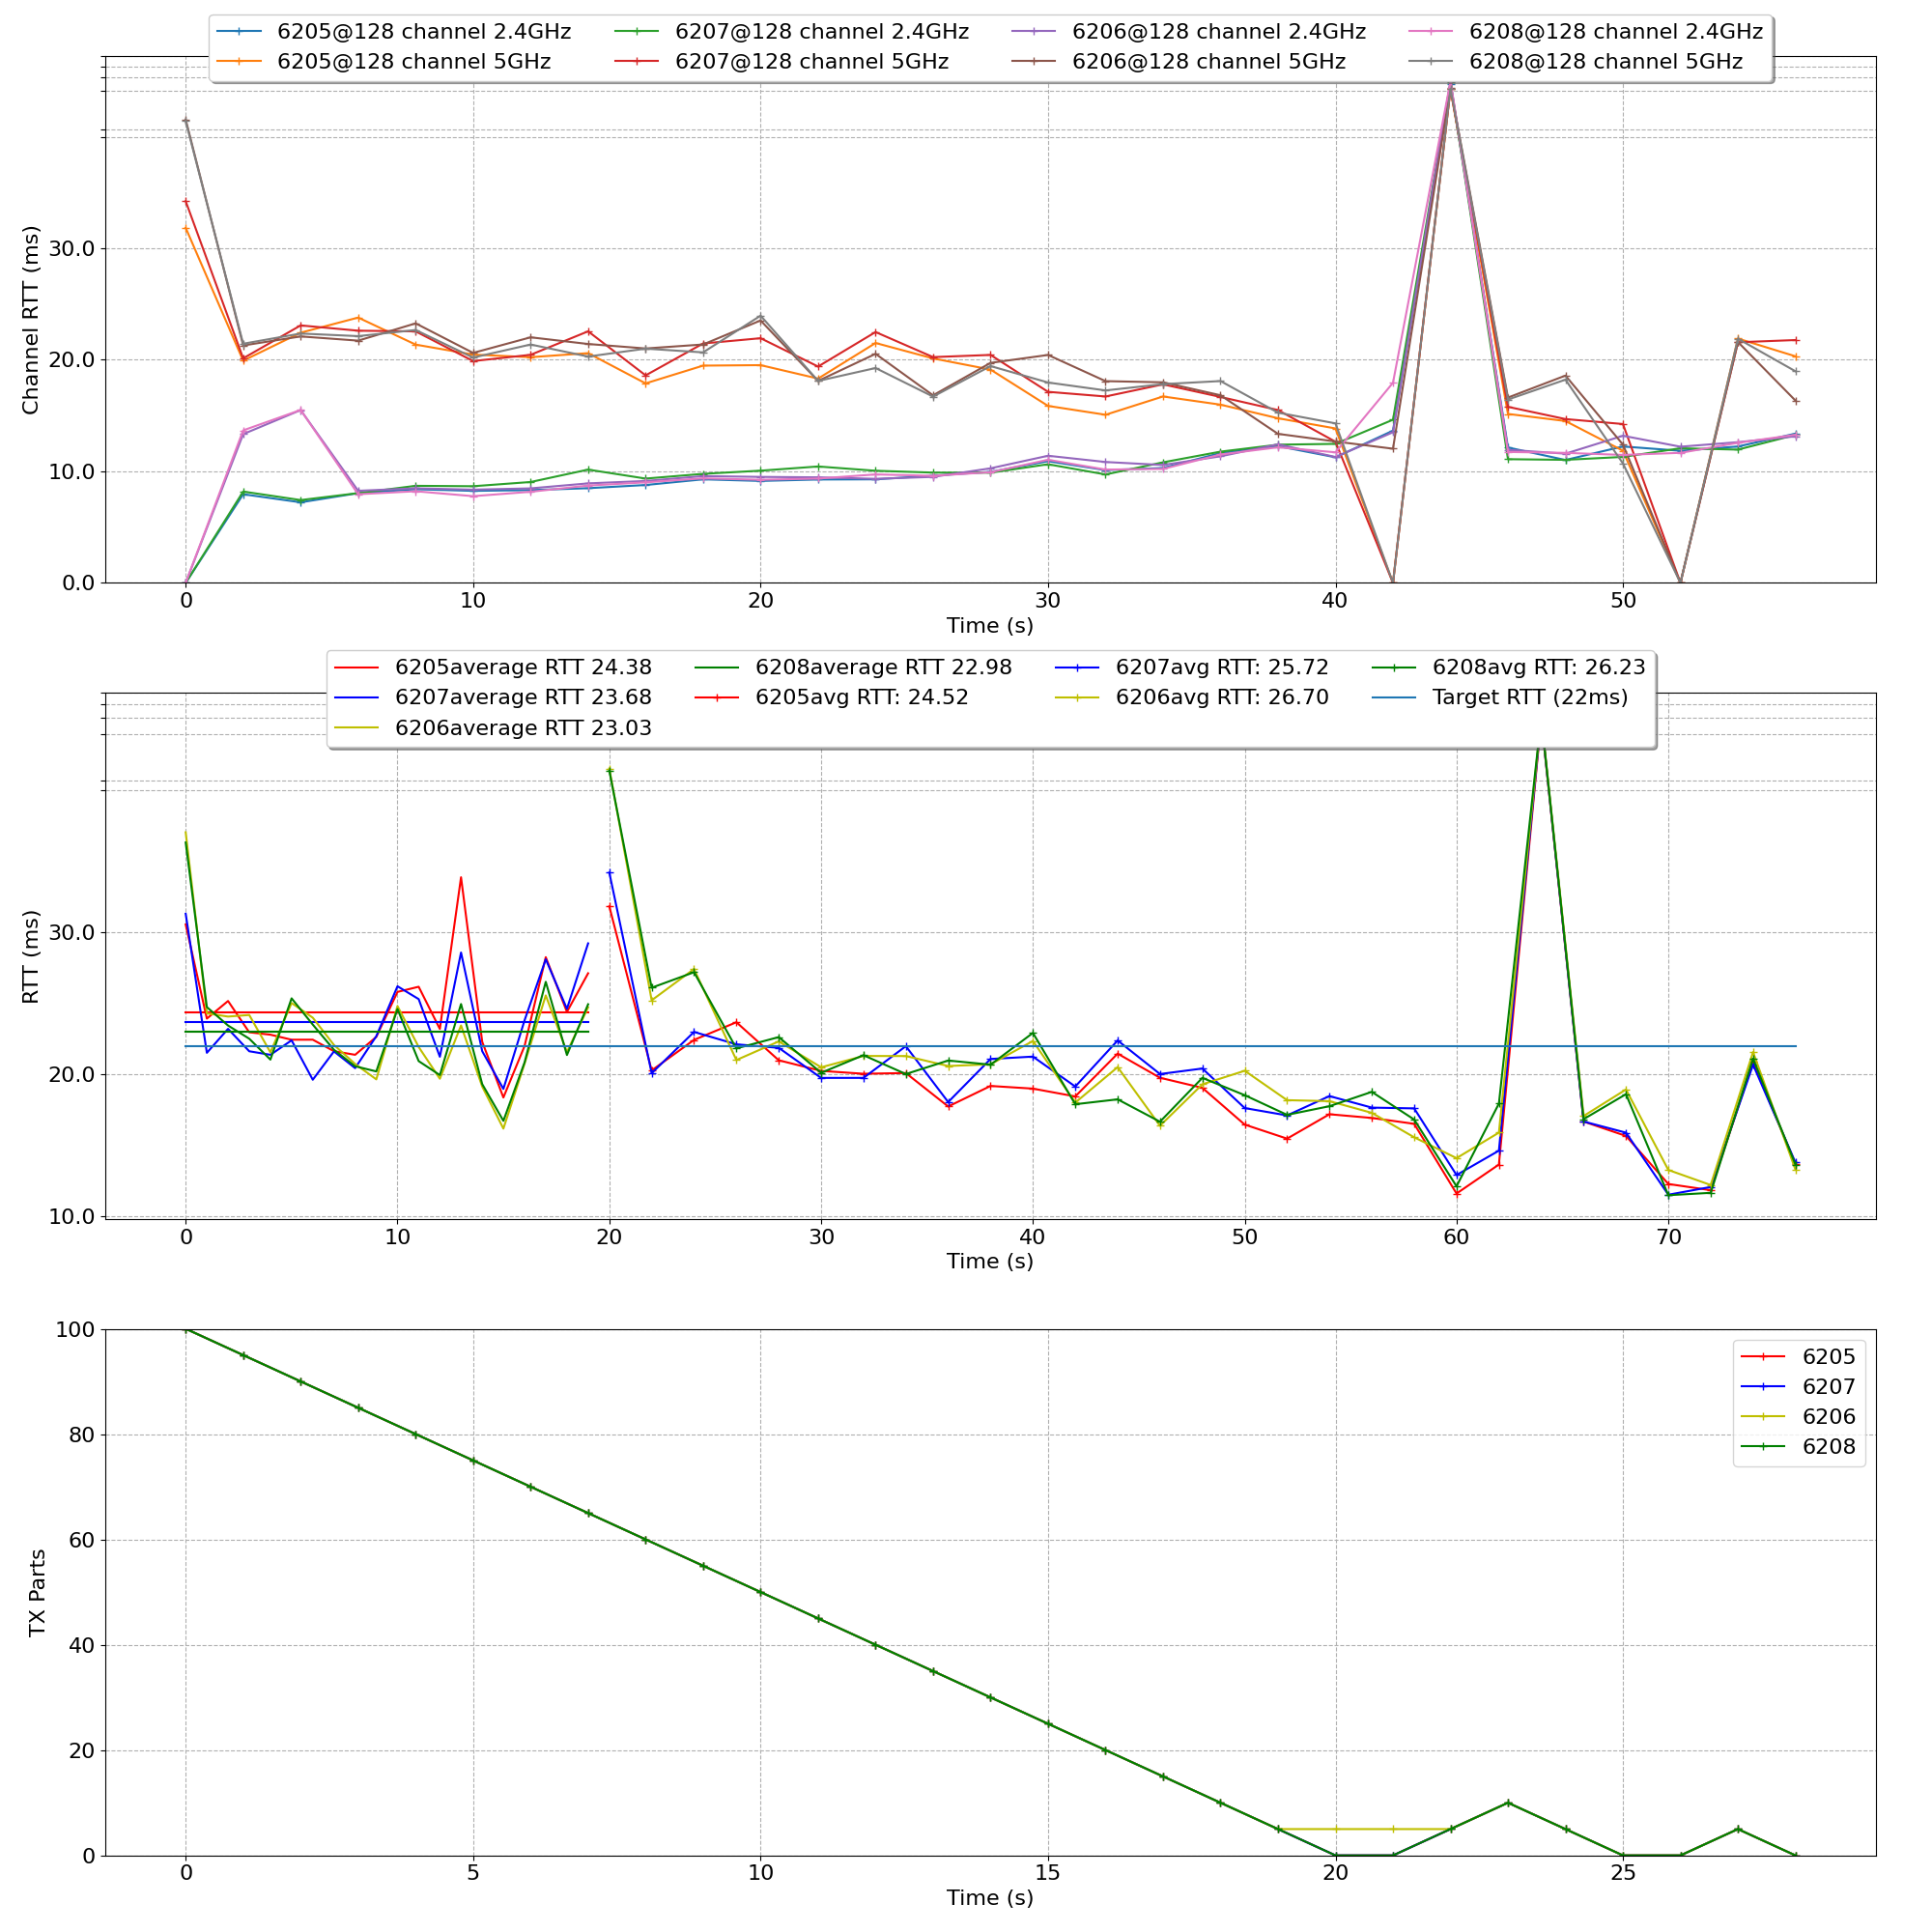 6205@128 channel 2.4GHz
6205@128 channel 5GHz
6207@128 channel 2.4GHz
6207@128 channel 5GHz
6206@128 channel 2.4GHz
6206@128 channel 5GHz
6208@128 channel 2.4GHz
6208@128 channel 5GHz
Channel RTT (ms)
30.0
20.0
10.0
0.0
0 10 20 30 40 50
Time (s)
6205average RTT 24.38
6207average RTT 23.68
6206average RTT 23.03
6208average RTT 22.98
6205avg RTT: 24.52
6207avg RTT: 25.72
6206avg RTT: 26.70
6208avg RTT: 26.23
Target RTT (22ms)
RTT (ms)
30.0
20.0
10.0
0 10 20 30 40 50 60 70
Time (s)
6205
6207
6206
6208
TX Parts
100
80
60
40
20
0
0 5 10 15 20 25
Time (s)